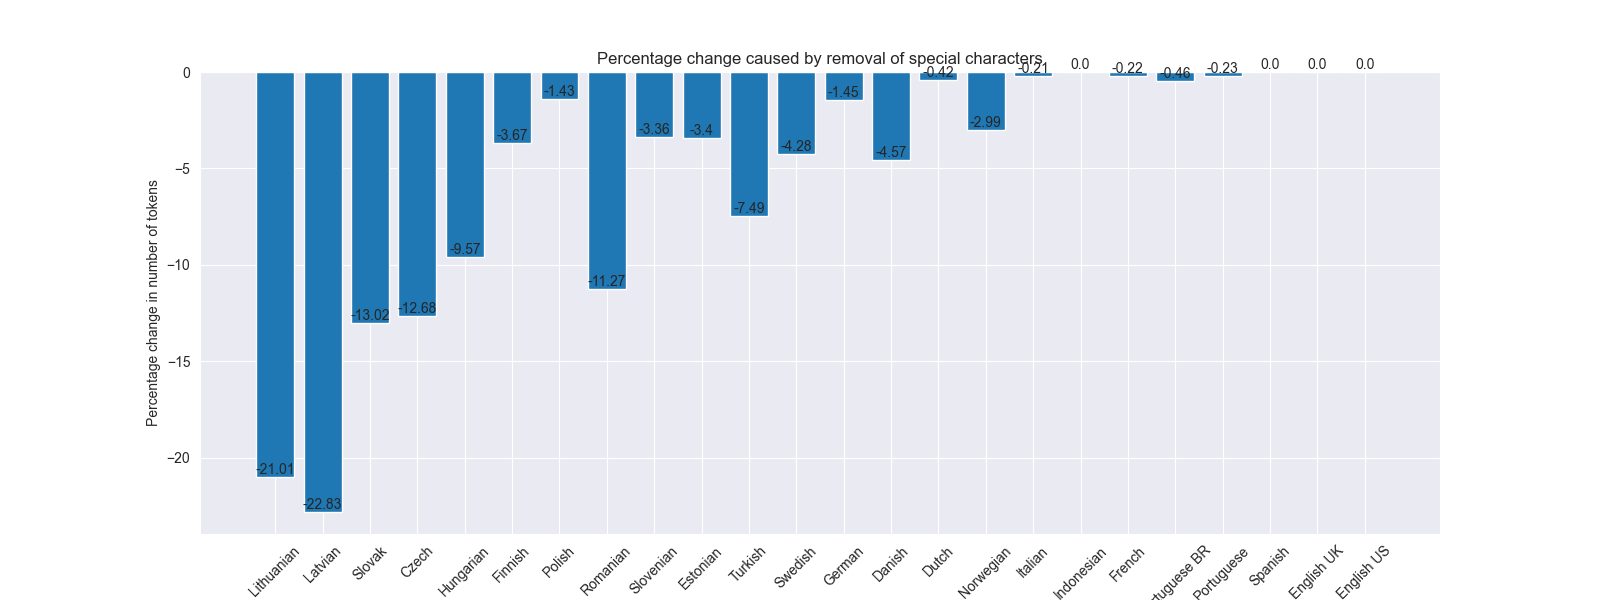 Percentage change caused by removal of special characters
Percentage change in number of tokens
0
−5
−10
−15
−20
-21.01
-22.83
-13.02
-12.68
-9.57
-3.67
-1.43
-11.27
-3.36
-3.4
-7.49
-4.28
-1.45
-4.57
-0.42
-2.99
-0.21
0.0
-0.22
-0.46
-0.23
0.0
0.0
0.0
Lithuanian
Latvian
Slovak
Czech
Hungarian
Finnish
Polish
Romanian
Slovenian
Estonian
Turkish
Swedish
German
Danish
Dutch
Norwegian
Italian
Indonesian
French
rtuguese BR
Portuguese
Spanish
English UK
English US